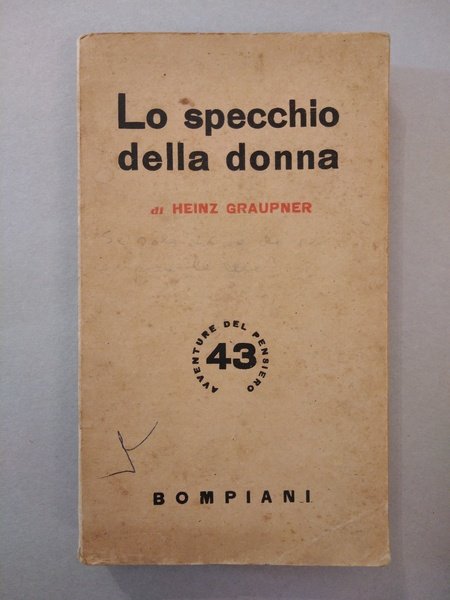 Lo specchio
della donna
di HEINZ GRAUPNER
AVVENTURE DEL PENSIERO
43
BOMPIANI